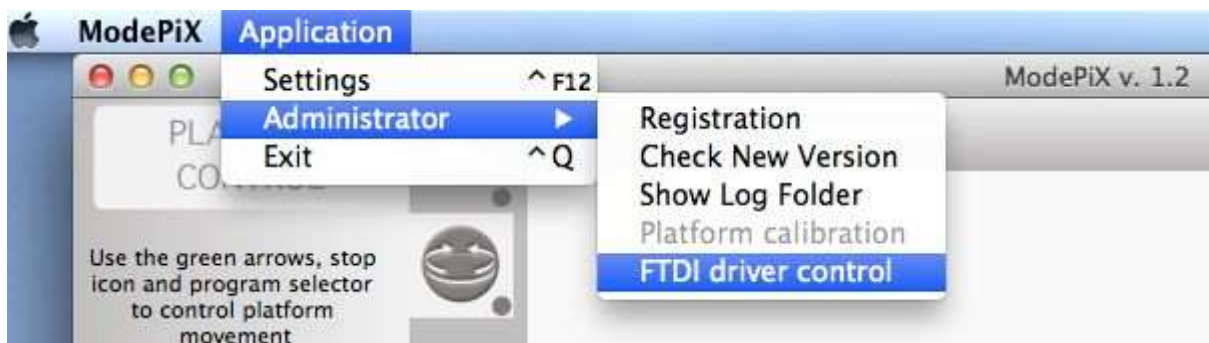 ModePiX Application
ModePiX v. 1.2
Settings ^ F12
Administrator
Exit ^ Q
Registration
Check New Version
Show Log Folder
Platform calibration
FTDI driver control
Use the green arrows, stop
icon and program selector
to control platform
movement